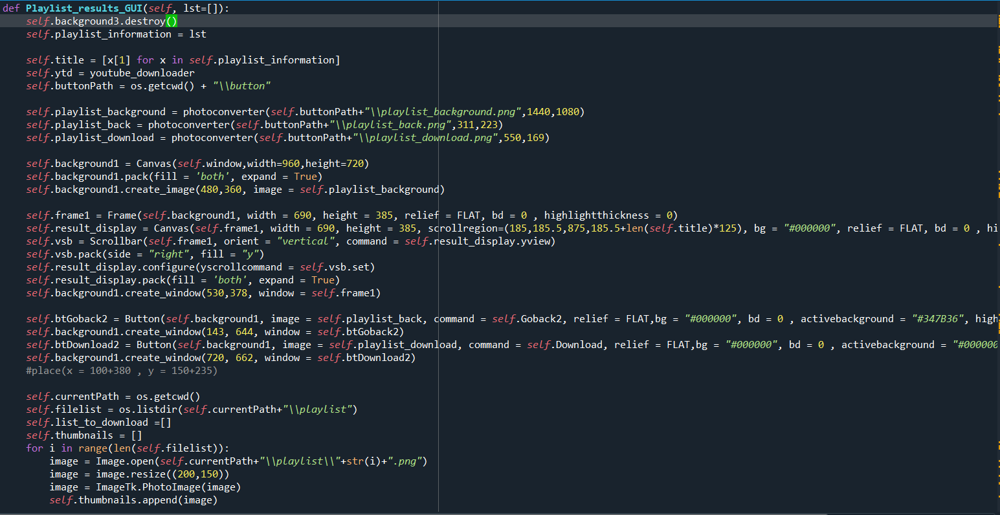 def Playlist_results_GUI(self, lst=[]):
    self.background3.destroy()
    self.playlist_information = lst

    self.title = [x[1] for x in self.playlist_information]
    self.ytd = youtube_downloader
    self.buttonPath = os.getcwd() + "\\button"

    self.playlist_background = photoconverter(self.buttonPath+"\\playlist_background.png",1440,1080)
    self.playlist_back = photoconverter(self.buttonPath+"\\playlist_back.png",311,223)
    self.playlist_download = photoconverter(self.buttonPath+"\\playlist_download.png",550,169)

    self.background1 = Canvas(self.window,width=960,height=720)
    self.background1.pack(fill = 'both', expand = True)
    self.background1.create_image(480,360, image = self.playlist_background)

    self.frame1 = Frame(self.background1, width = 690, height = 385, relief = FLAT, bd = 0 , highlightthickness = 0)
    self.result_display = Canvas(self.frame1, width = 690, height = 385, scrollregion=(185,185.5,875,185.5+len(self.title)*125), bg = "#000000", relief = FLAT, bd = 0 , hi
    self.vsb = Scrollbar(self.frame1, orient = "vertical", command = self.result_display.yview)
    self.vsb.pack(side = "right", fill = "y")
    self.result_display.configure(yscrollcommand = self.vsb.set)
    self.result_display.pack(fill = 'both', expand = True)
    self.background1.create_window(530,378, window = self.frame1)

    self.btGoback2 = Button(self.background1, image = self.playlist_back, command = self.Goback2, relief = FLAT,bg = "#000000", bd = 0 , activebackground = "#347B36", high
    self.background1.create_window(143, 644, window = self.btGoback2)
    self.btDownload2 = Button(self.background1, image = self.playlist_download, command = self.Download, relief = FLAT,bg = "#000000", bd = 0 , activebackground = "#000000
    self.background1.create_window(720, 662, window = self.btDownload2)
    #place(x = 100+380 , y = 150+235)

    self.currentPath = os.getcwd()
    self.filelist = os.listdir(self.currentPath+"\\playlist")
    self.list_to_download =[]
    self.thumbnails = []
    for i in range(len(self.filelist)):
        image = Image.open(self.currentPath+"\\playlist\\"+str(i)+".png")
        image = image.resize((200,150))
        image = ImageTk.PhotoImage(image)
        self.thumbnails.append(image)